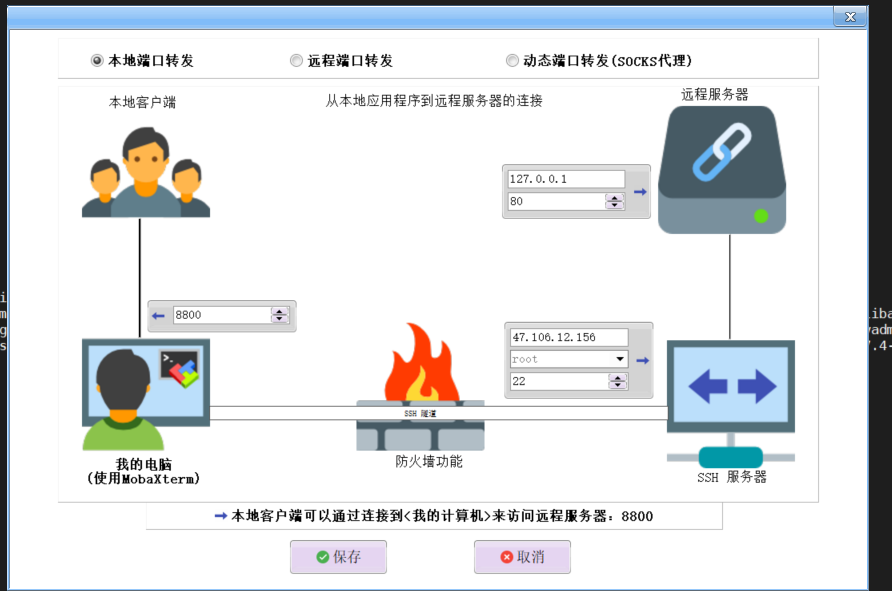 本地端口转发
远程端口转发
动态端口转发(SOCKS代理)
本地客户端
从本地应用程序到远程服务器的连接
远程服务器
127.0.0.1
80
8800
47.106.12.156
root
22
SSH 隧道
防火墙功能
我的电脑
(使用MobaXterm)
SSH 服务器
本地客户端可以通过连接到<我的计算机>来访问远程服务器: 8800
保存
取消